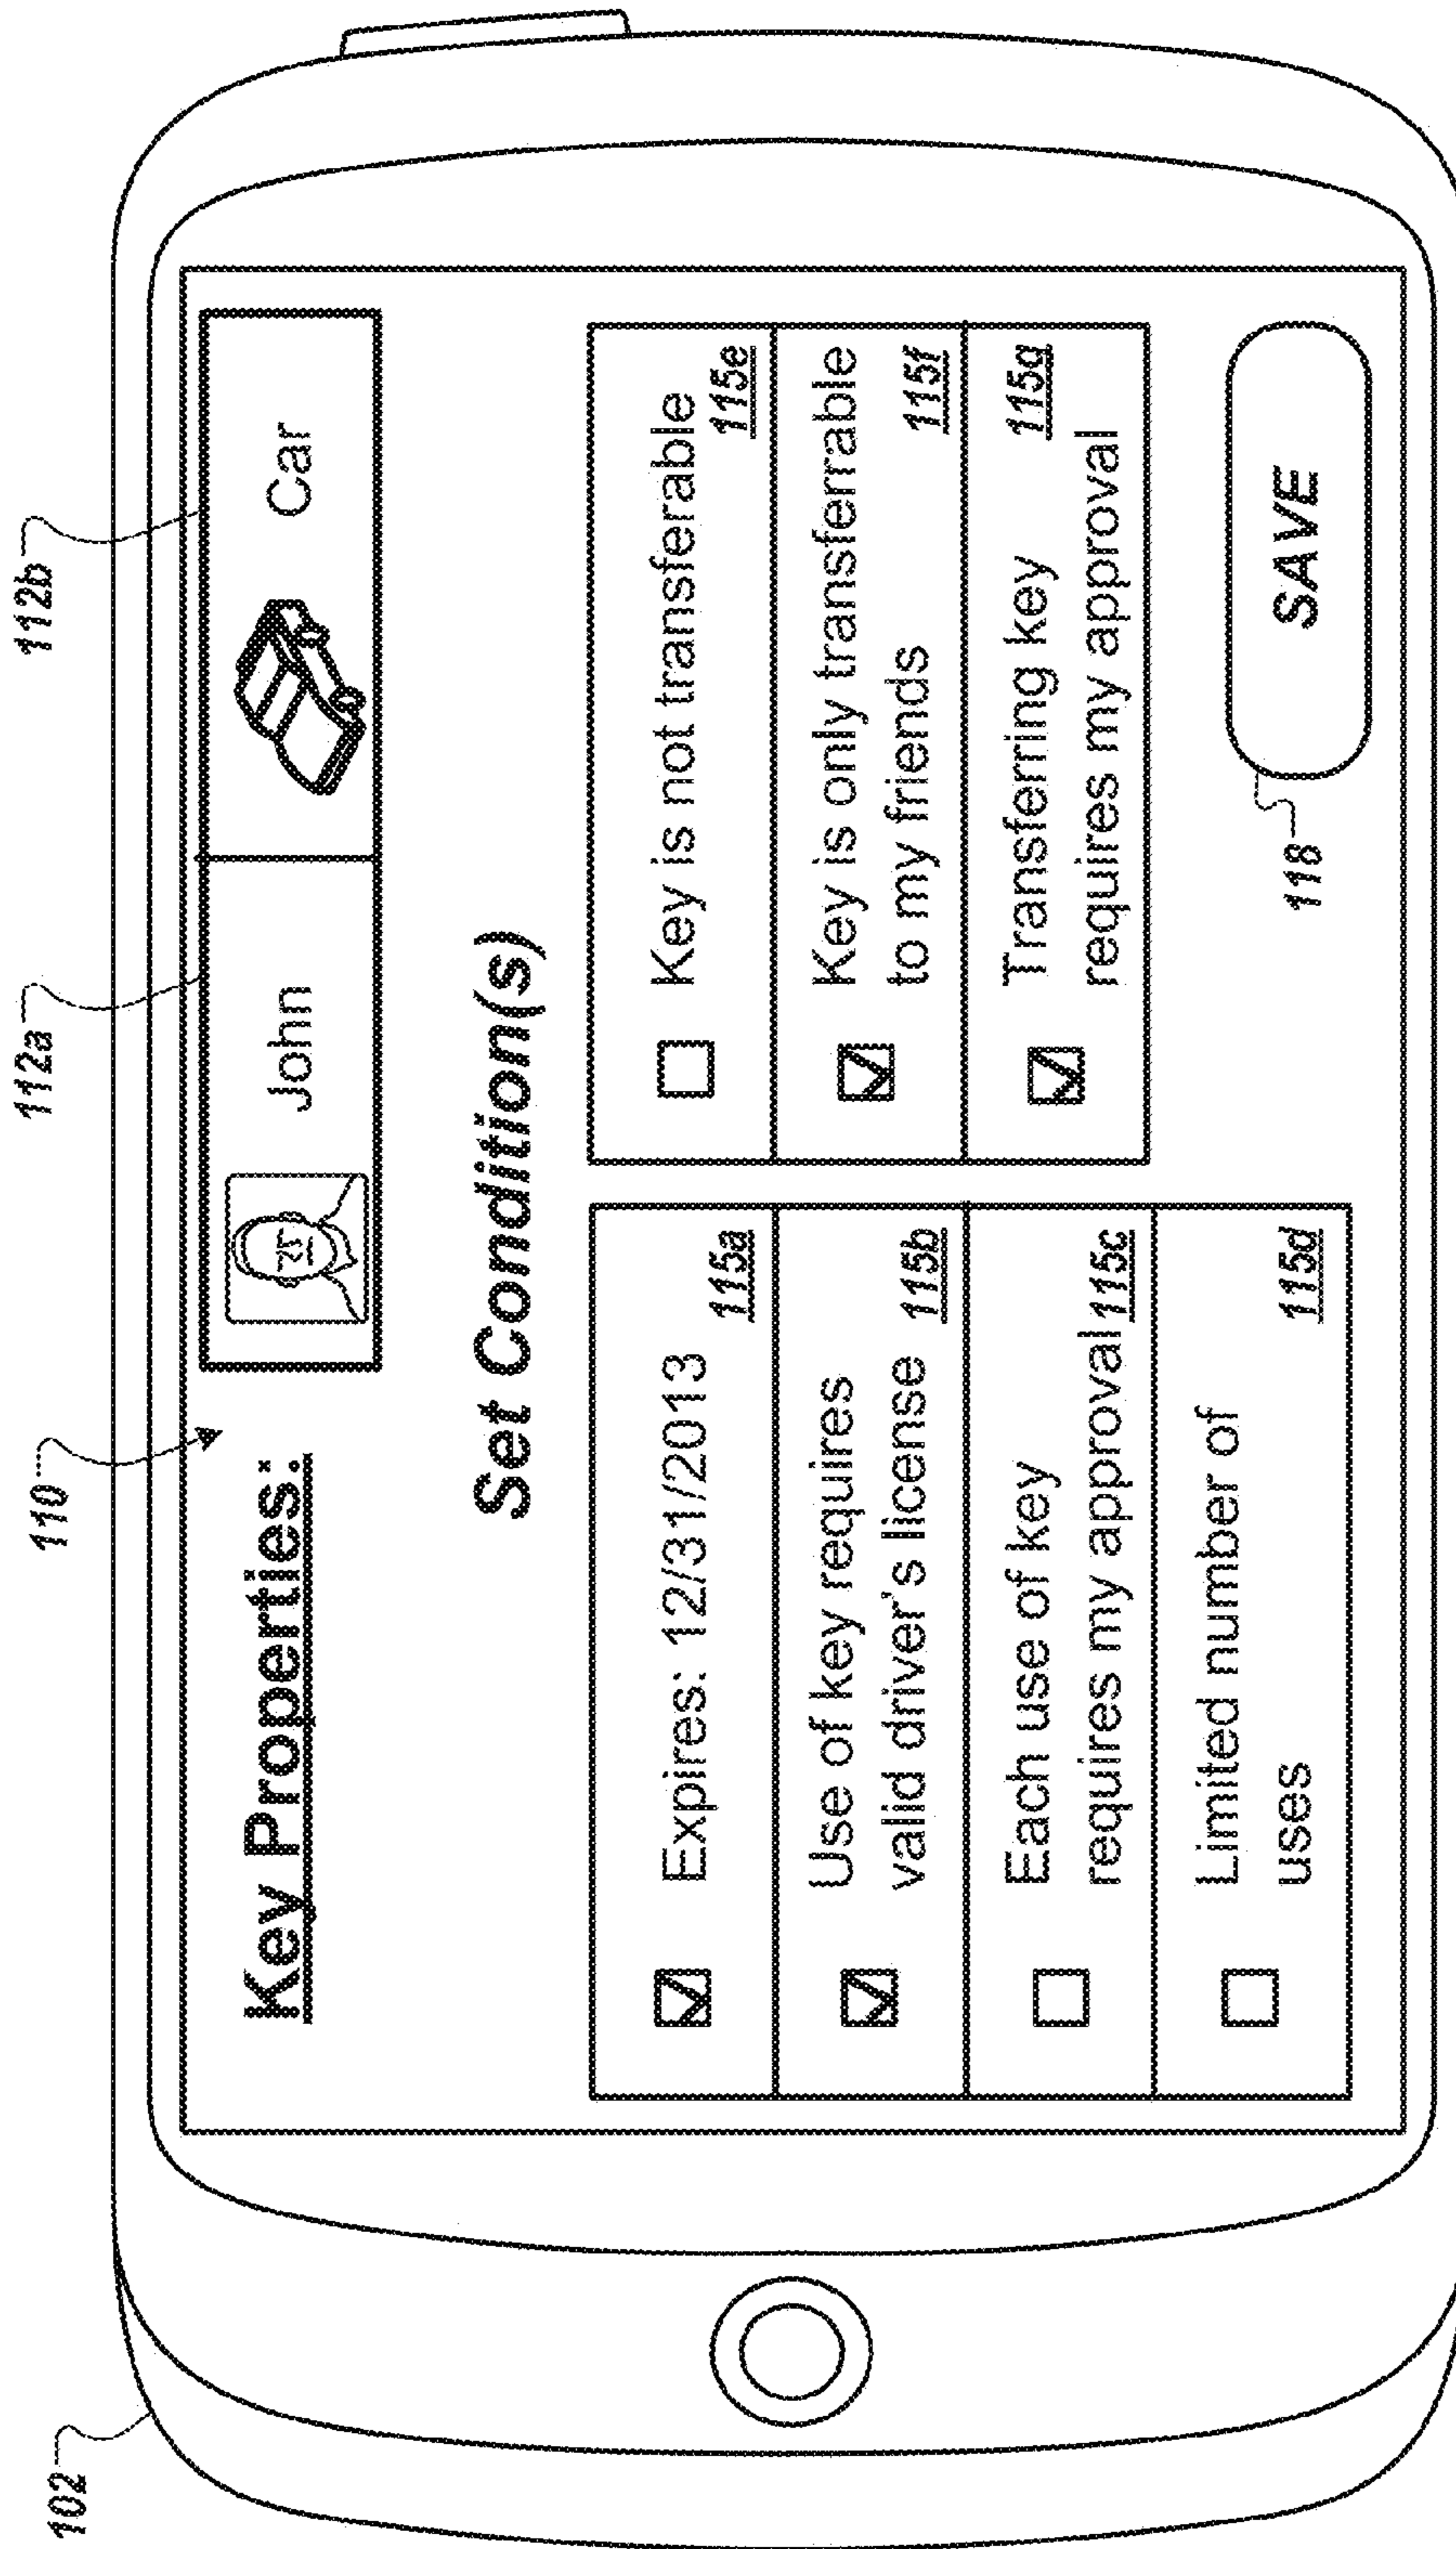 102
110
112a
112b
Key Properties:
John
Car
Set Condition(s)
Expires: 12/31/2013
115a
Use of key requires
valid driver's license
115b
Each use of key
requires my approval
115c
Limited number of
uses
115d
Key is not transferable
115e
Key is only transferrable
to my friends
115f
Transferring key
requires my approval
115g
118
SAVE